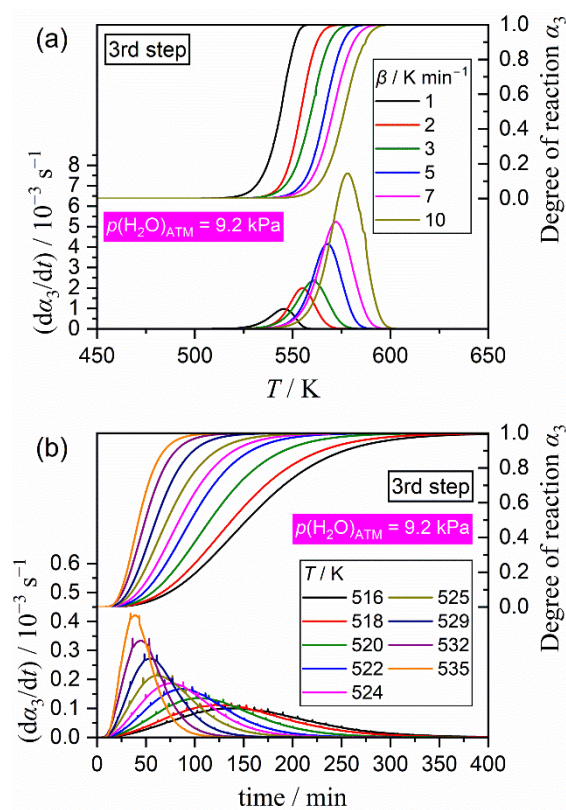 (a)
3rd step
β / K min⁻¹
1
2
3
5
7
10
p(H₂O)ATM = 9.2 kPa
(dα₃/dt) / 10⁻³ s⁻¹
8
7
6
5
4
3
2
1
0
1.0
0.8
0.6
0.4
0.2
0.0
Degree of reaction α₃
450 500 550 600 650
T / K
(b)
3rd step
p(H₂O)ATM = 9.2 kPa
T / K
516 525
518 529
520 532
522 535
524
(dα₃/dt) / 10⁻³ s⁻¹
0.6
0.5
0.4
0.3
0.2
0.1
0.0
1.0
0.8
0.6
0.4
0.2
0.0
Degree of reaction α₃
0 50 100 150 200 250 300 350 400
time / min